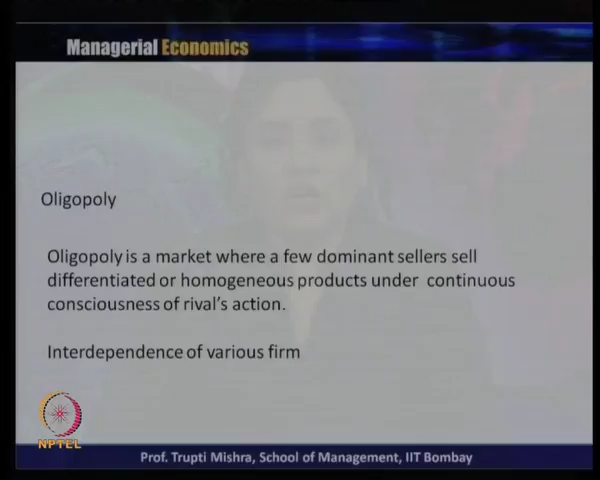 Managerial Economics
Oligopoly
Oligopoly is a market where a few dominant sellers sell
differentiated or homogeneous products under continuous
consciousness of rival's action.
Interdependence of various firm
NPTEL
Prof. Trupti Mishra, School of Management, IIT Bombay